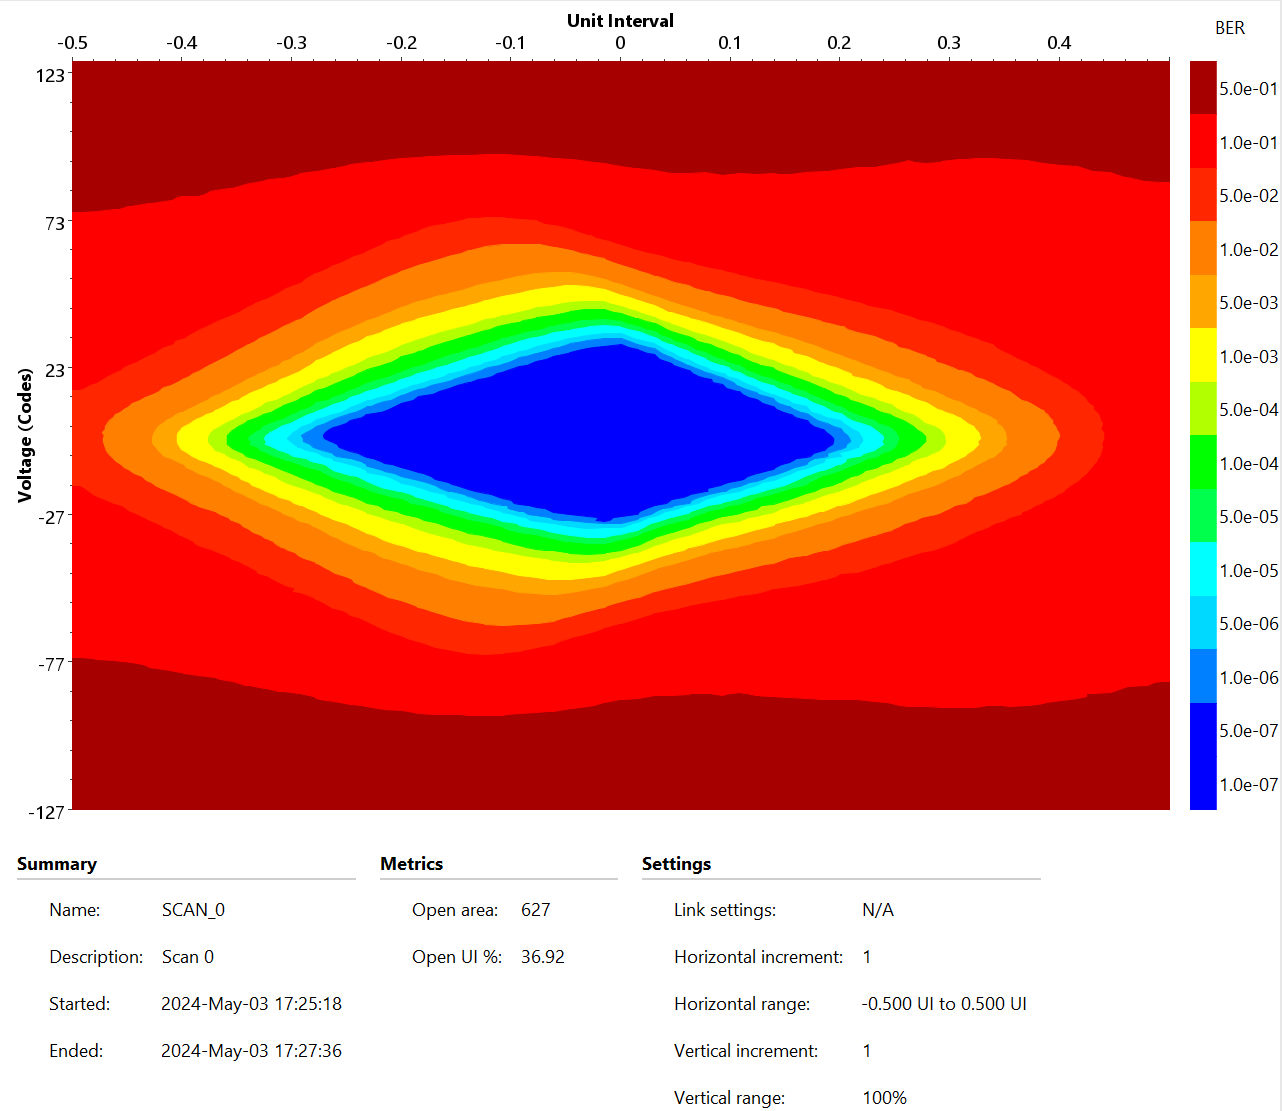 Unit Interval
-0.5 -0.4 -0.3 -0.2 -0.1 0 0.1 0.2 0.3 0.4
BER
123
73
23
-27
-77
-127
Voltage (Codes)
5.0e-01
1.0e-01
5.0e-02
1.0e-02
5.0e-03
1.0e-03
5.0e-04
1.0e-04
5.0e-05
1.0e-05
5.0e-06
1.0e-06
5.0e-07
1.0e-07
Summary
Name: SCAN_0
Description: Scan 0
Started: 2024-May-03 17:25:18
Ended: 2024-May-03 17:27:36
Metrics
Open area: 627
Open UI %: 36.92
Settings
Link settings: N/A
Horizontal increment: 1
Horizontal range: -0.500 UI to 0.500 UI
Vertical increment: 1
Vertical range: 100%